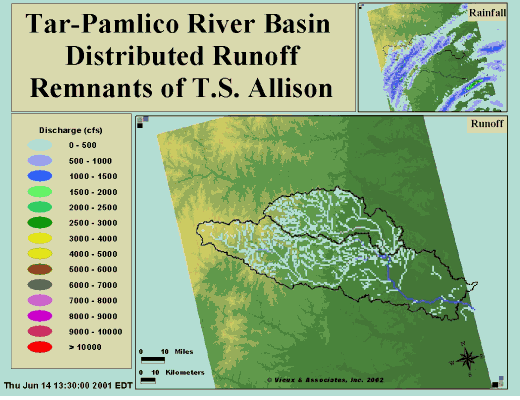 Tar-Pamlico River Basin
Distributed Runoff
Remnants of T.S. Allison
Rainfall
Discharge (cfs)
0 - 500
500 - 1000
1000 - 1500
1500 - 2000
2000 - 2500
2500 - 3000
3000 - 4000
4000 - 5000
5000 - 6000
6000 - 7000
7000 - 8000
8000 - 9000
9000 - 10000
> 10000
Runoff
0 10 Miles
0 10 Kilometers
© Vieux & Associates, Inc. 2002
Thu Jun 14 13:30:00 2001 EDT